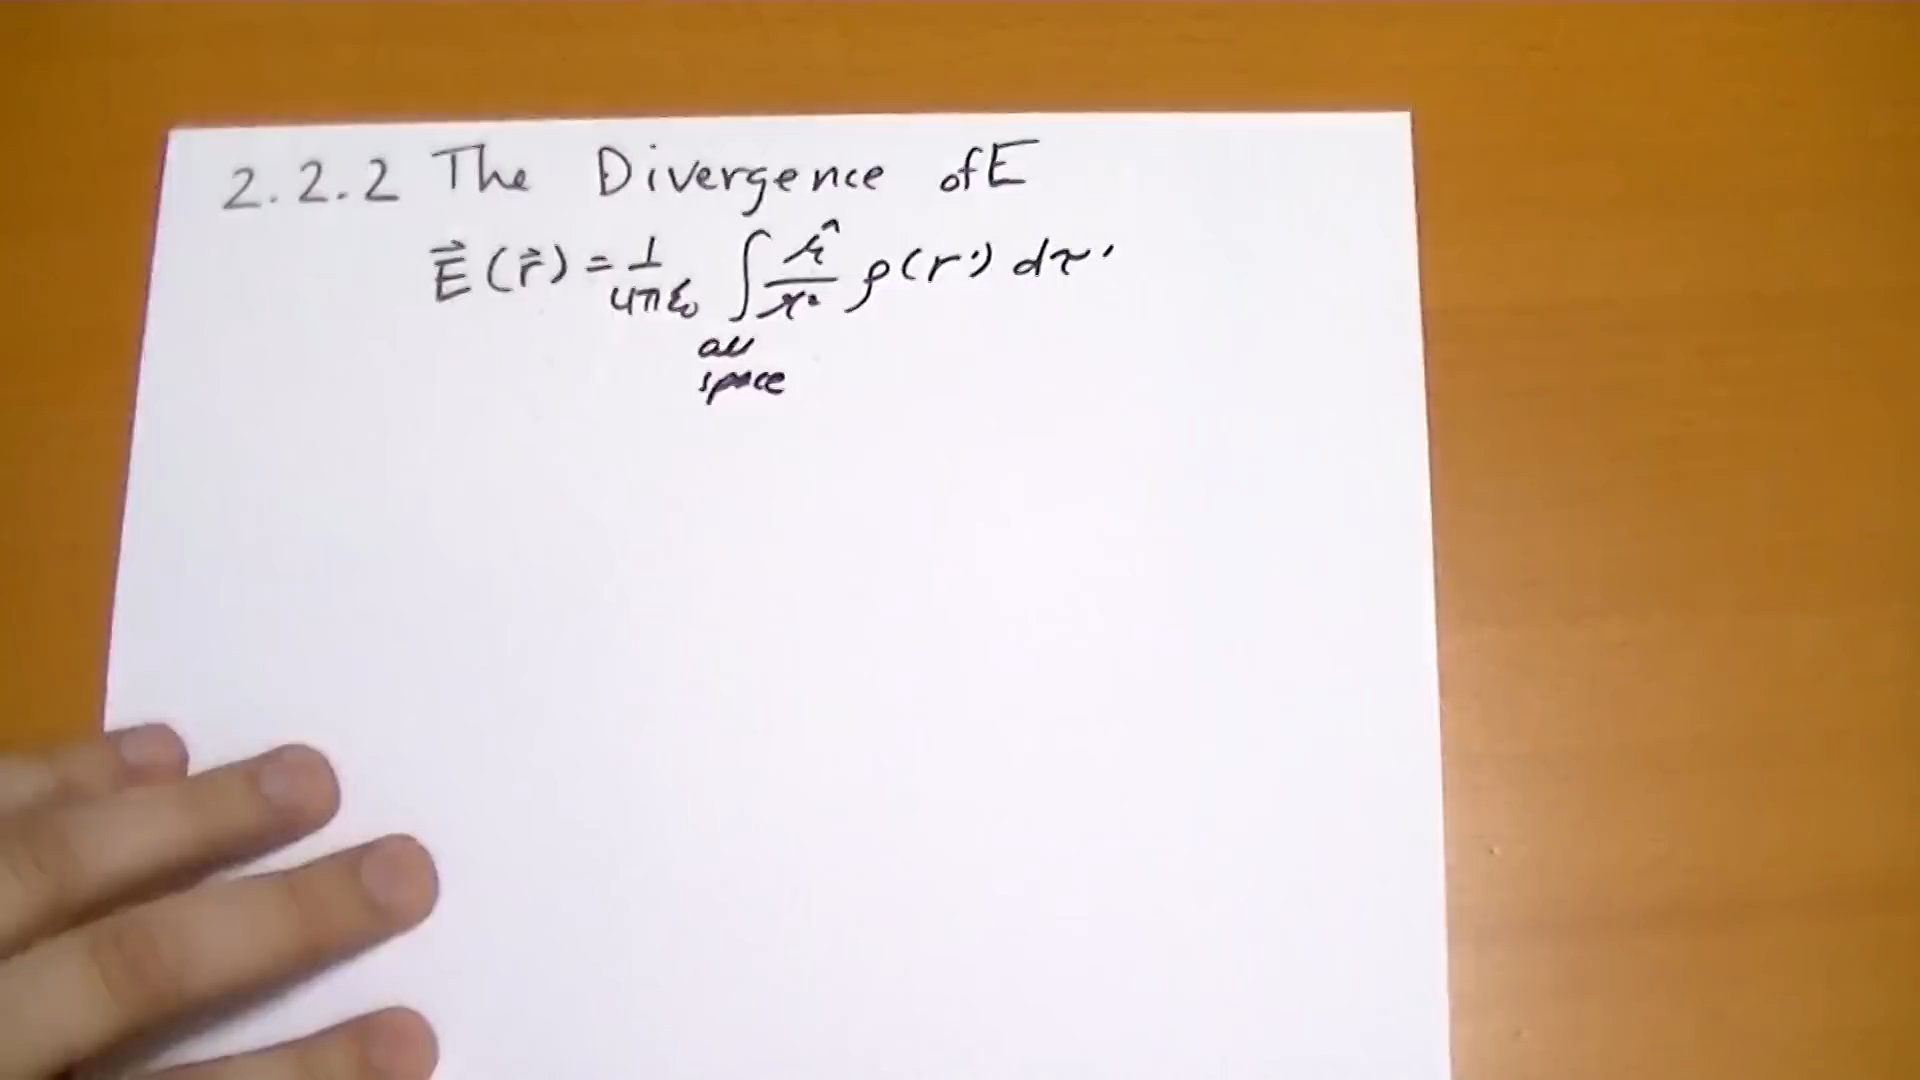 2.2.2 The Divergence of E
E⃗(r⃗) = 1/4πε₀ ∫ 𝓇̂/𝓇² ρ(r') dτ'
all
space